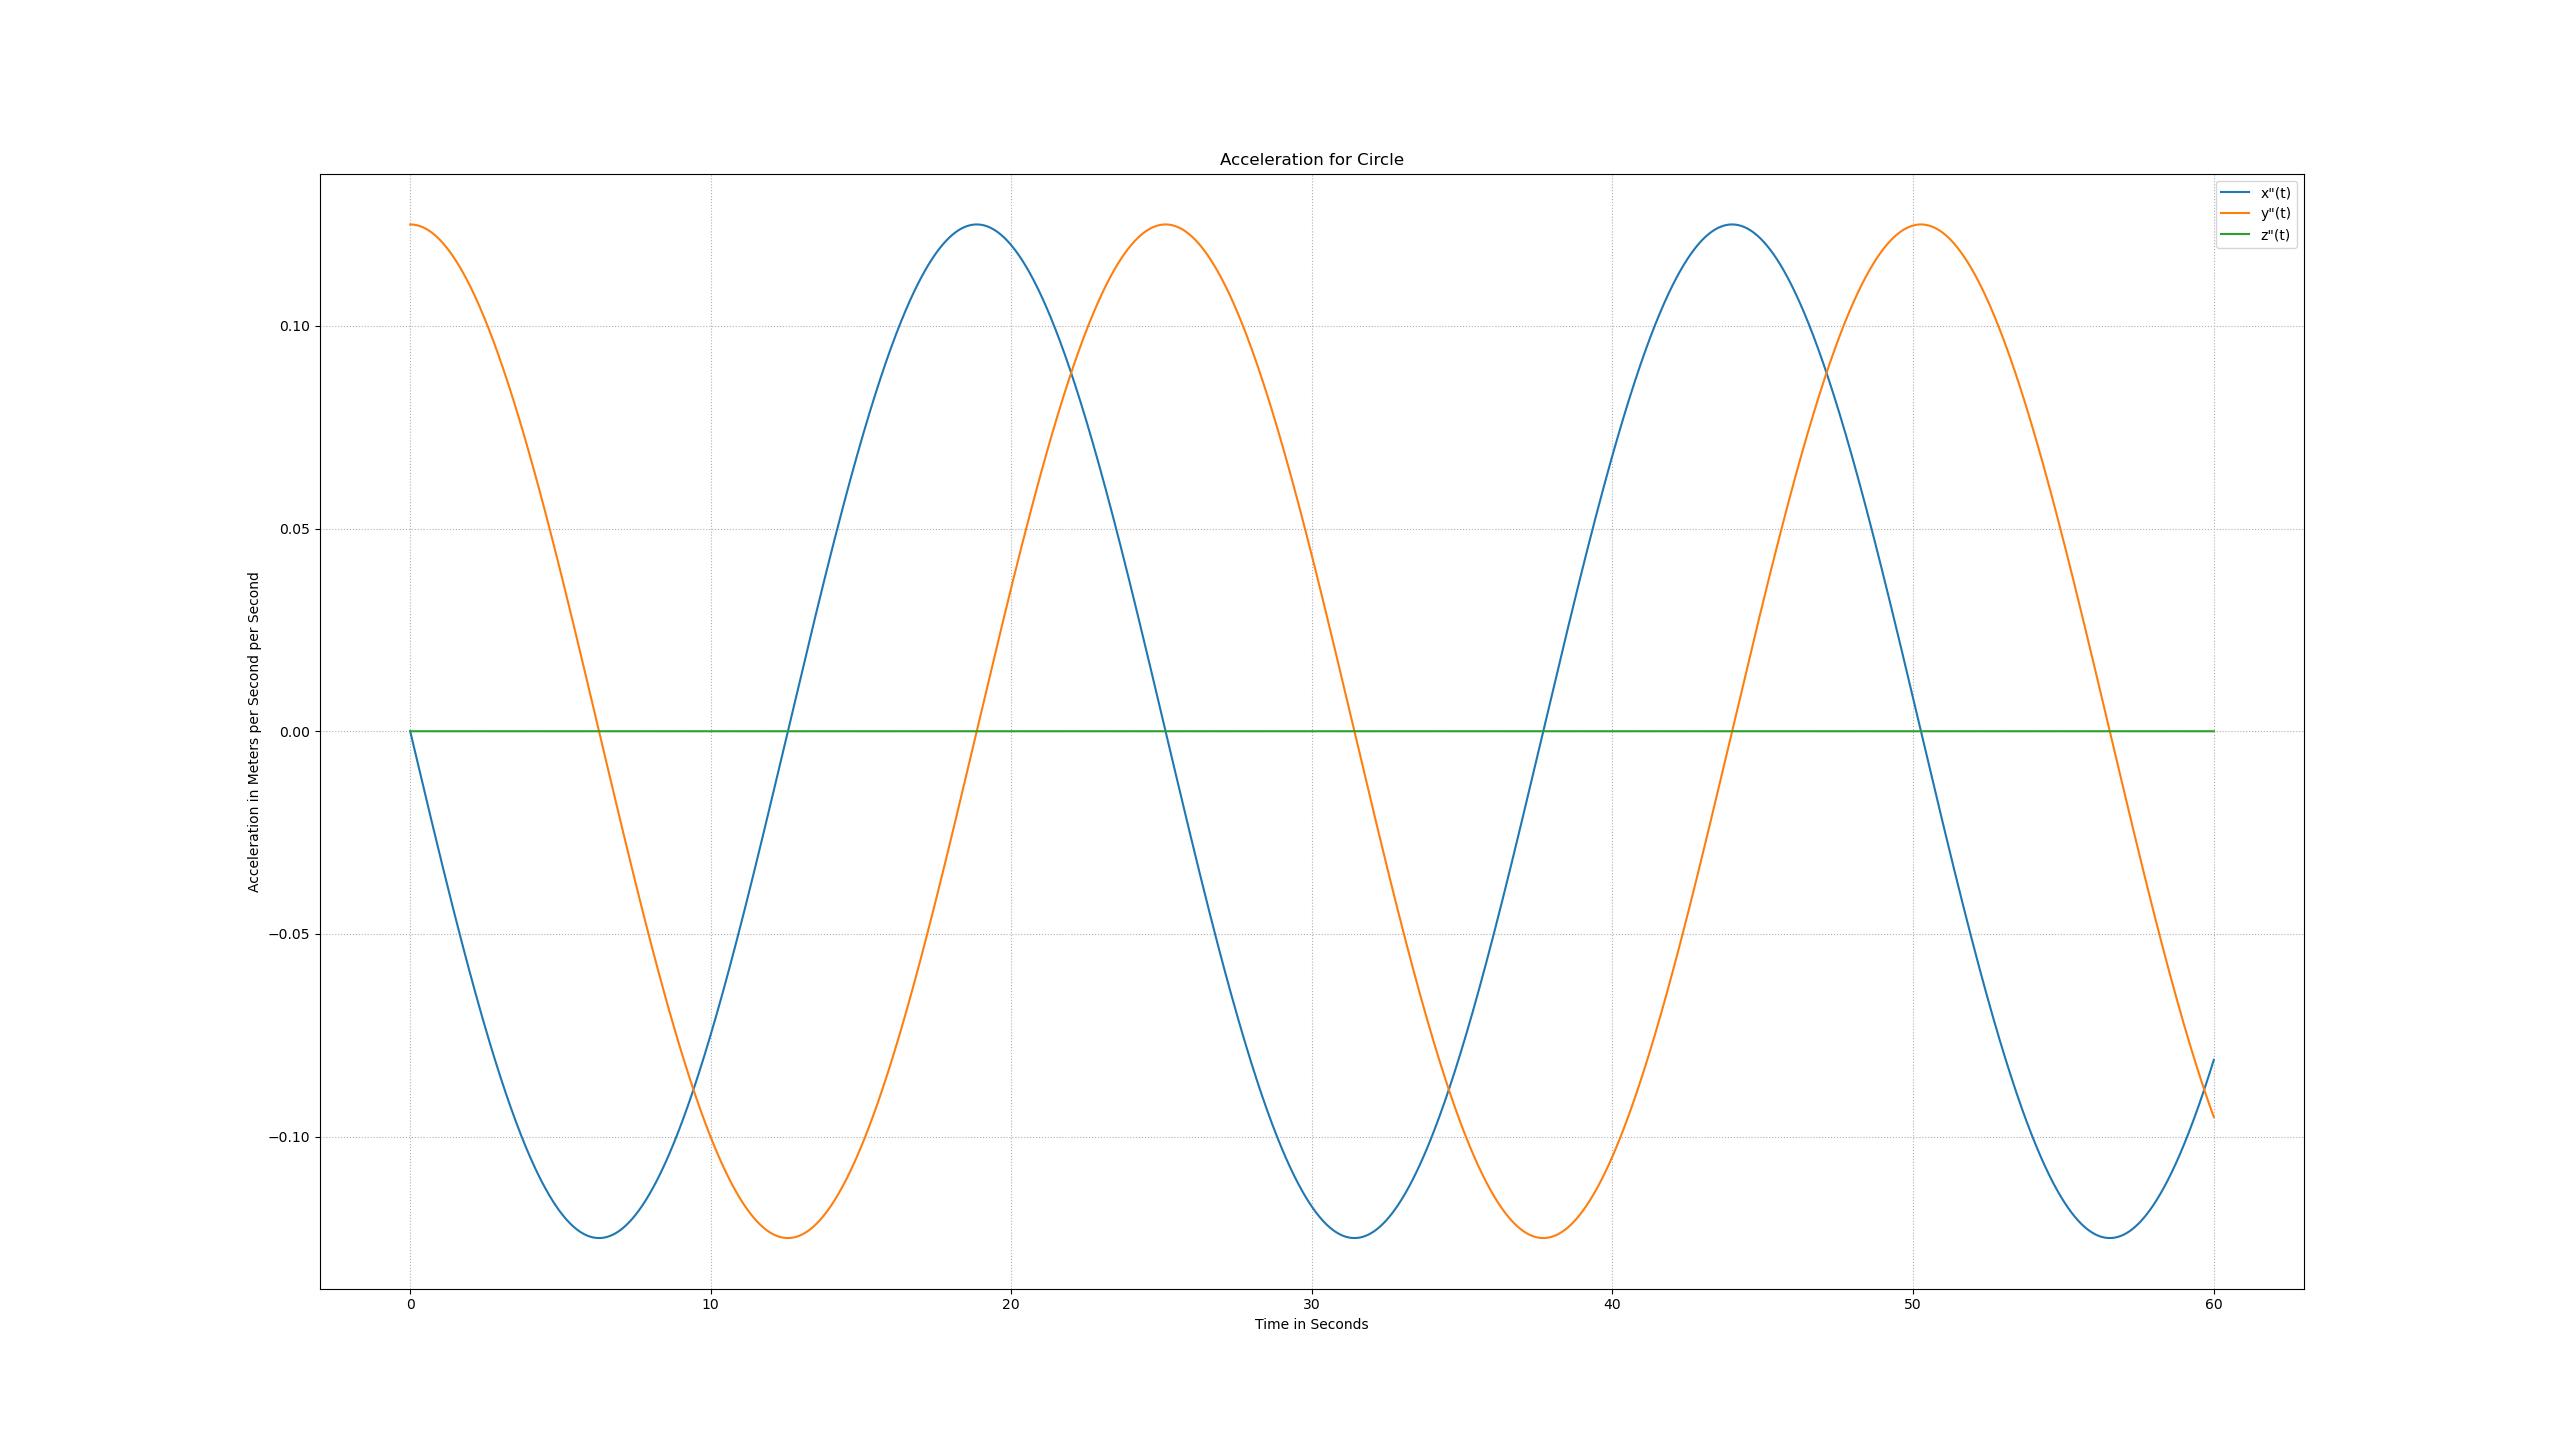 Acceleration for Circle
x"(t)
y"(t)
z"(t)
0.10
0.05
0.00
−0.05
−0.10
Acceleration in Meters per Second per Second
0 10 20 30 40 50 60
Time in Seconds